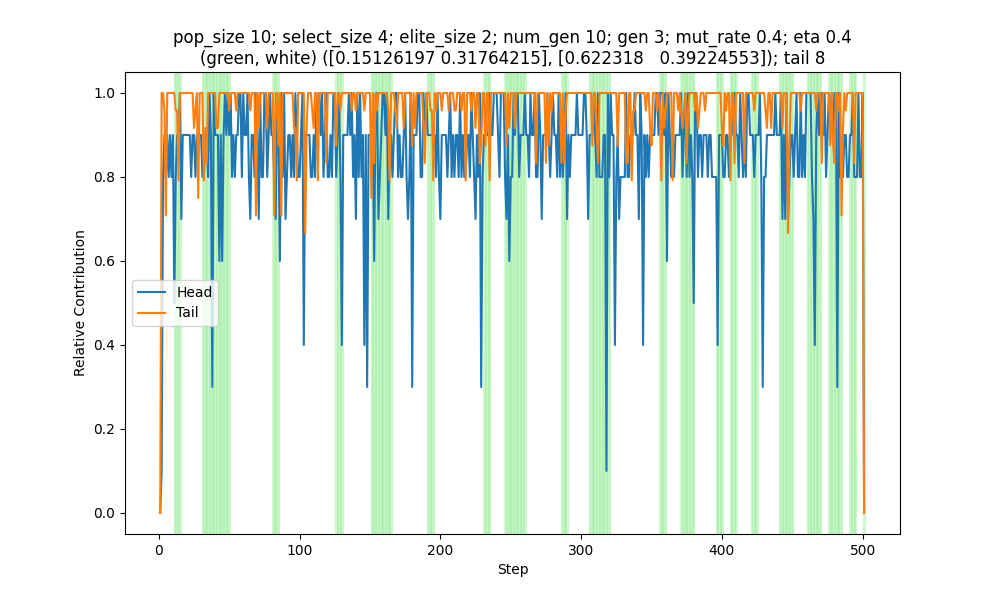 pop_size 10; select_size 4; elite_size 2; num_gen 10; gen 3; mut_rate 0.4; eta 0.4
(green, white) ([0.15126197 0.31764215], [0.622318   0.39224553]); tail 8
1.0
0.8
0.6
0.4
0.2
0.0
Relative Contribution
Head
Tail
0
100
200
300
400
500
Step